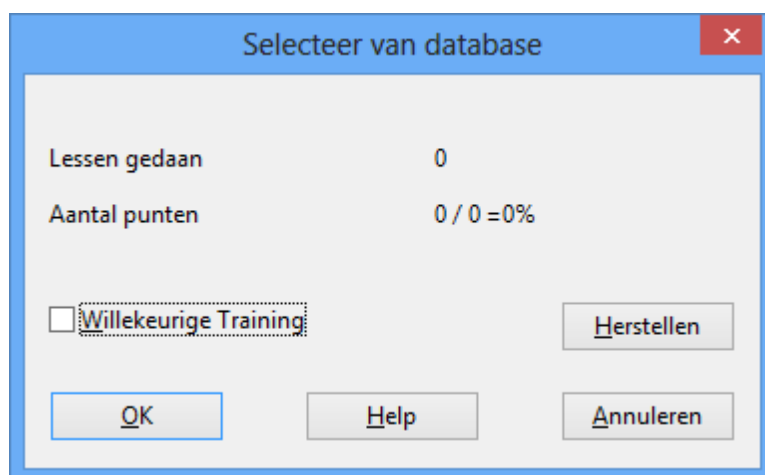 Selecteer van database
Lessen gedaan 0
Aantal punten 0 / 0 =0%
Willekeurige Training Herstellen
OK Help Annuleren